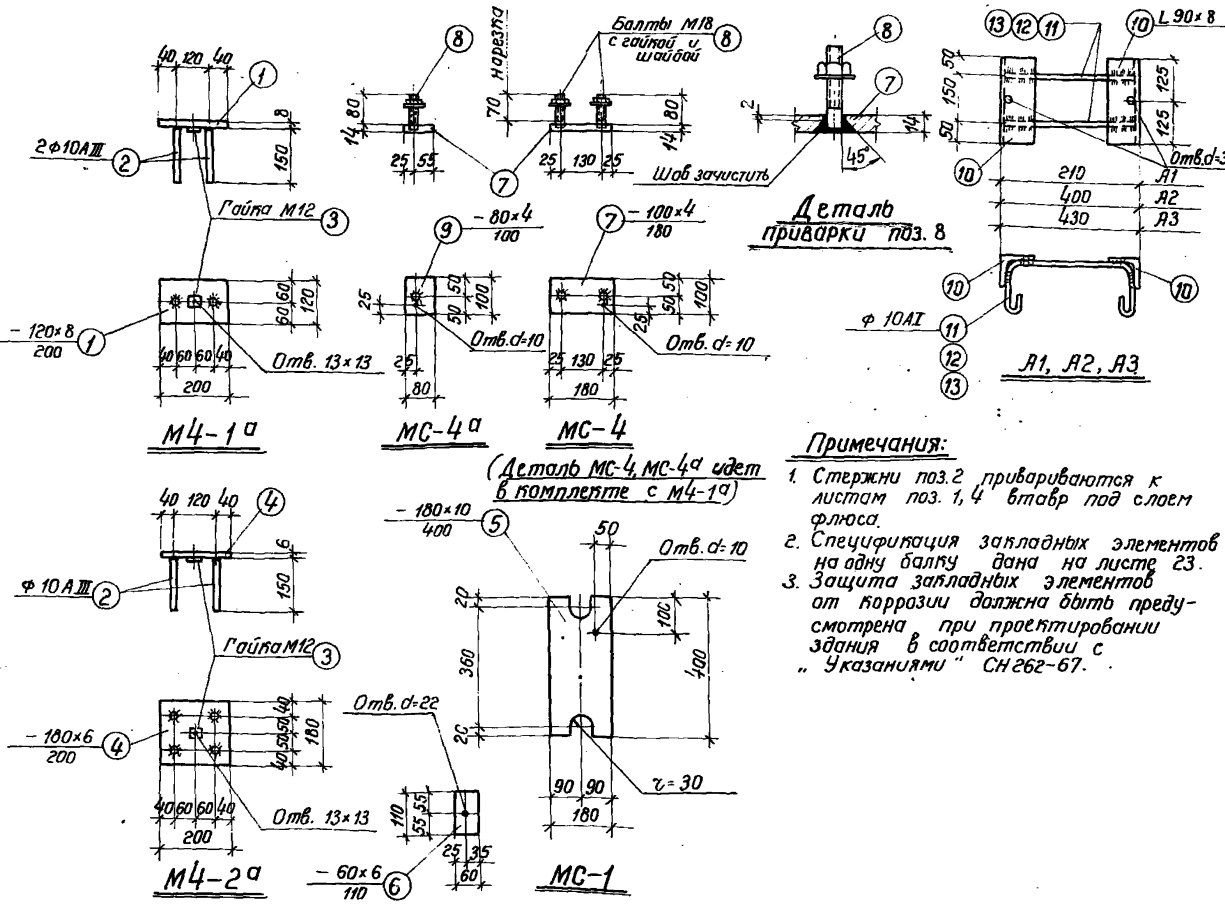 40 120 40
1
8
150
2ф10АIII
2
Гайка М12
3
60 60
120
- 120×8
200
1
40 60 60 40
200
Отв. 13×13
М4-1ª
8
80
14
25 55
7
нарезка
70
Болты М18
с гайкой и
шайбой
8
80
14
25 130 25
9
- 80×4
100
50 50
100
25
Отв. d=10
25
80
МС-4ª
7
- 100×4
180
50 50
100
25
Отв. d=10
25 130 25
180
МС-4
(Деталь МС-4, МС-4ª идет
в комплекте с М4-1ª)
8
2
7
14
45°
Шов зачистить
Деталь
приварки поз. 8
13 12 11
10
L 90×8
50
150
50
125
125
10
210 А1
400 А2
430 А3
10
10
ф 10АI
11
12
13
А1, А2, А3
Примечания:
1. Стержни поз.2 привариваются к
листам поз. 1,4 втавр под слоем
флюса.
2. Спецификация закладных элементов
на одну балку дана на листе 23.
3. Защита закладных элементов
от коррозии должна быть преду-
смотрена при проектировании
здания в соответствии с
„ Указаниями " СН 262-67.
40 120 40
4
6
150
ф 10АIII
2
Гайка М12
3
40 50 50 40
180
- 180×6
200
4
40 60 60 40
200
Отв. 13×13
М4-2ª
Отв. d=22
55 55
110
25 35
60
- 60×6
110
6
- 180×10
400
5
50
Отв. d=10
20
360
20
100
400
90 90
180
r=30
МС-1